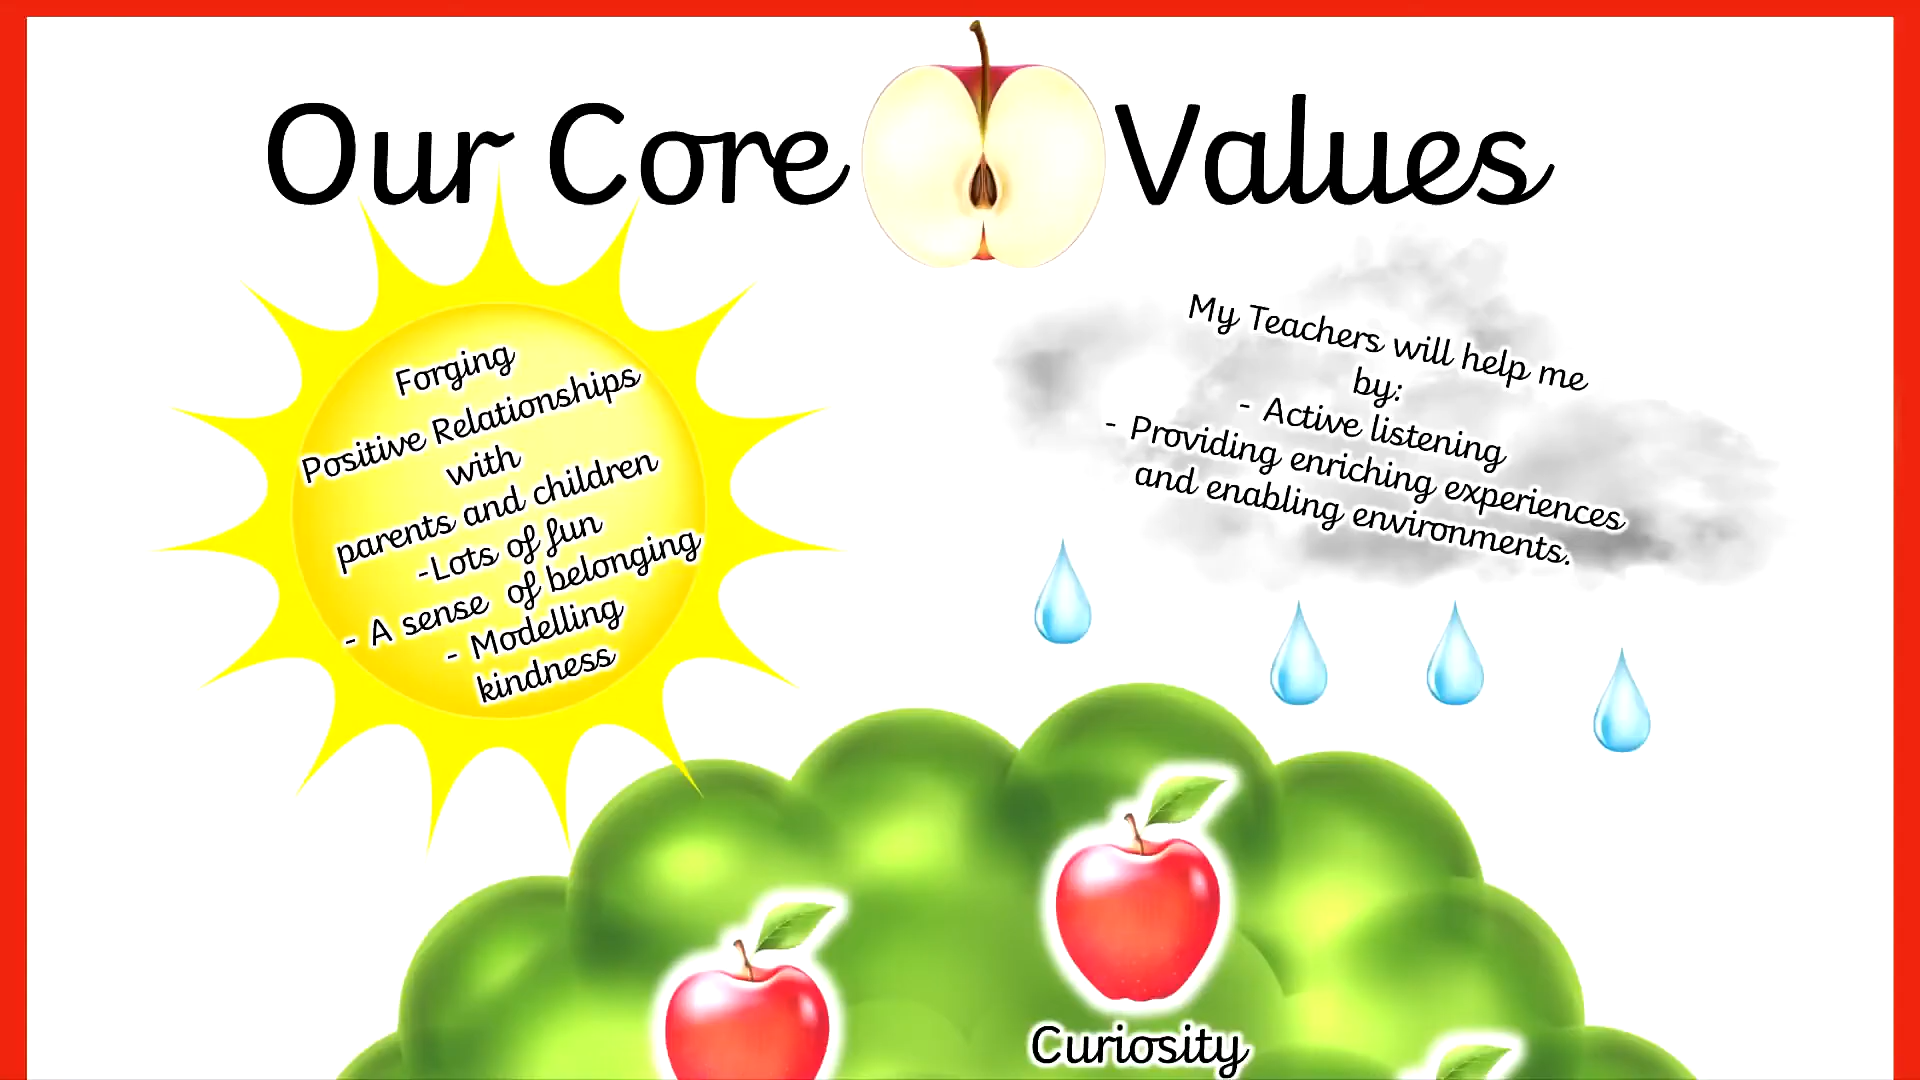 Our Core Values
Forging
Positive Relationships
with
parents and children
-Lots of fun
- A sense of belonging
- Modelling
kindness
My Teachers will help me
by:
- Active listening
- Providing enriching experiences
and enabling environments.
Curiosity